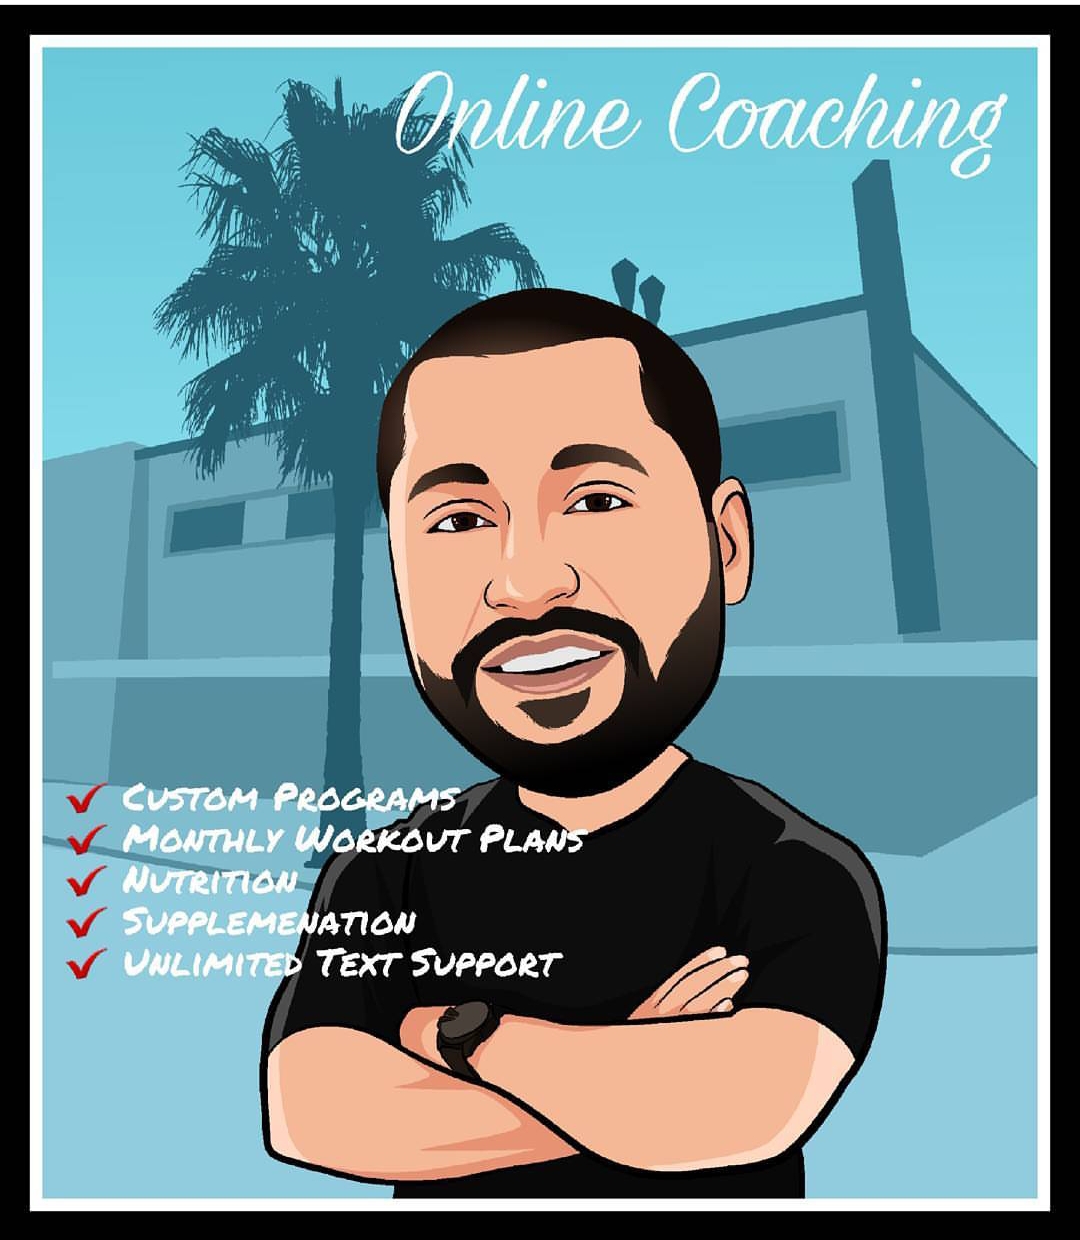 Online Coaching
Custom Programs
Monthly Workout Plans
Nutrition
Supplemenation
Unlimited Text Support